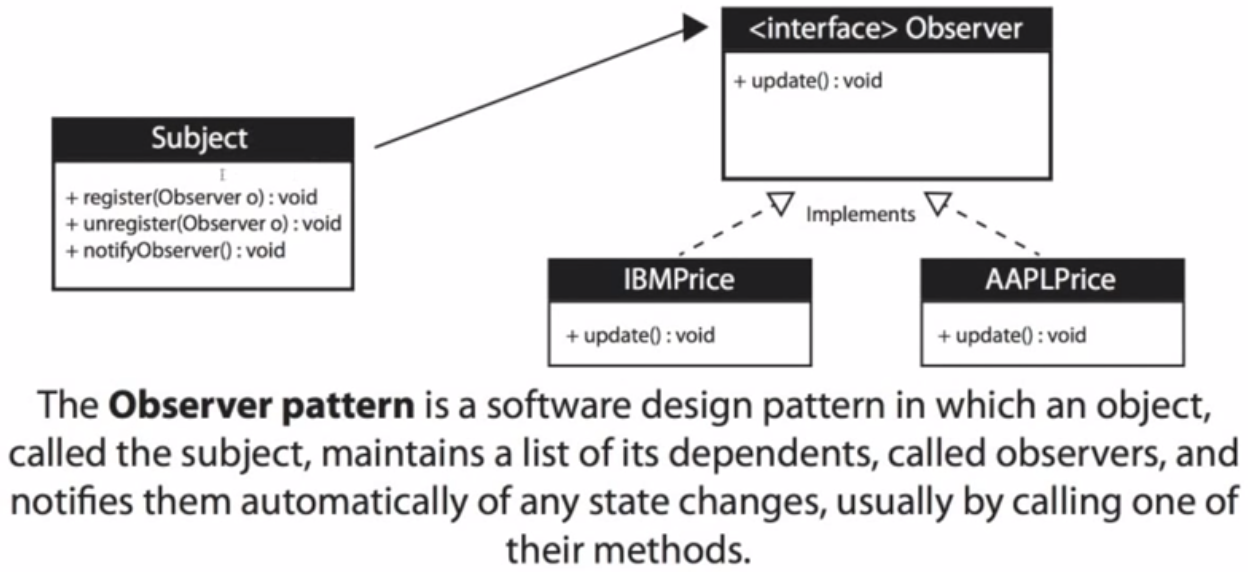 <interface> Observer
+ update() : void
Subject
+ register(Observer o) : void
+ unregister(Observer o) : void
+ notifyObserver() : void
Implements
IBMPrice
+ update() : void
AAPLPrice
+ update() : void
The Observer pattern is a software design pattern in which an object,
called the subject, maintains a list of its dependents, called observers, and
notifies them automatically of any state changes, usually by calling one of
their methods.